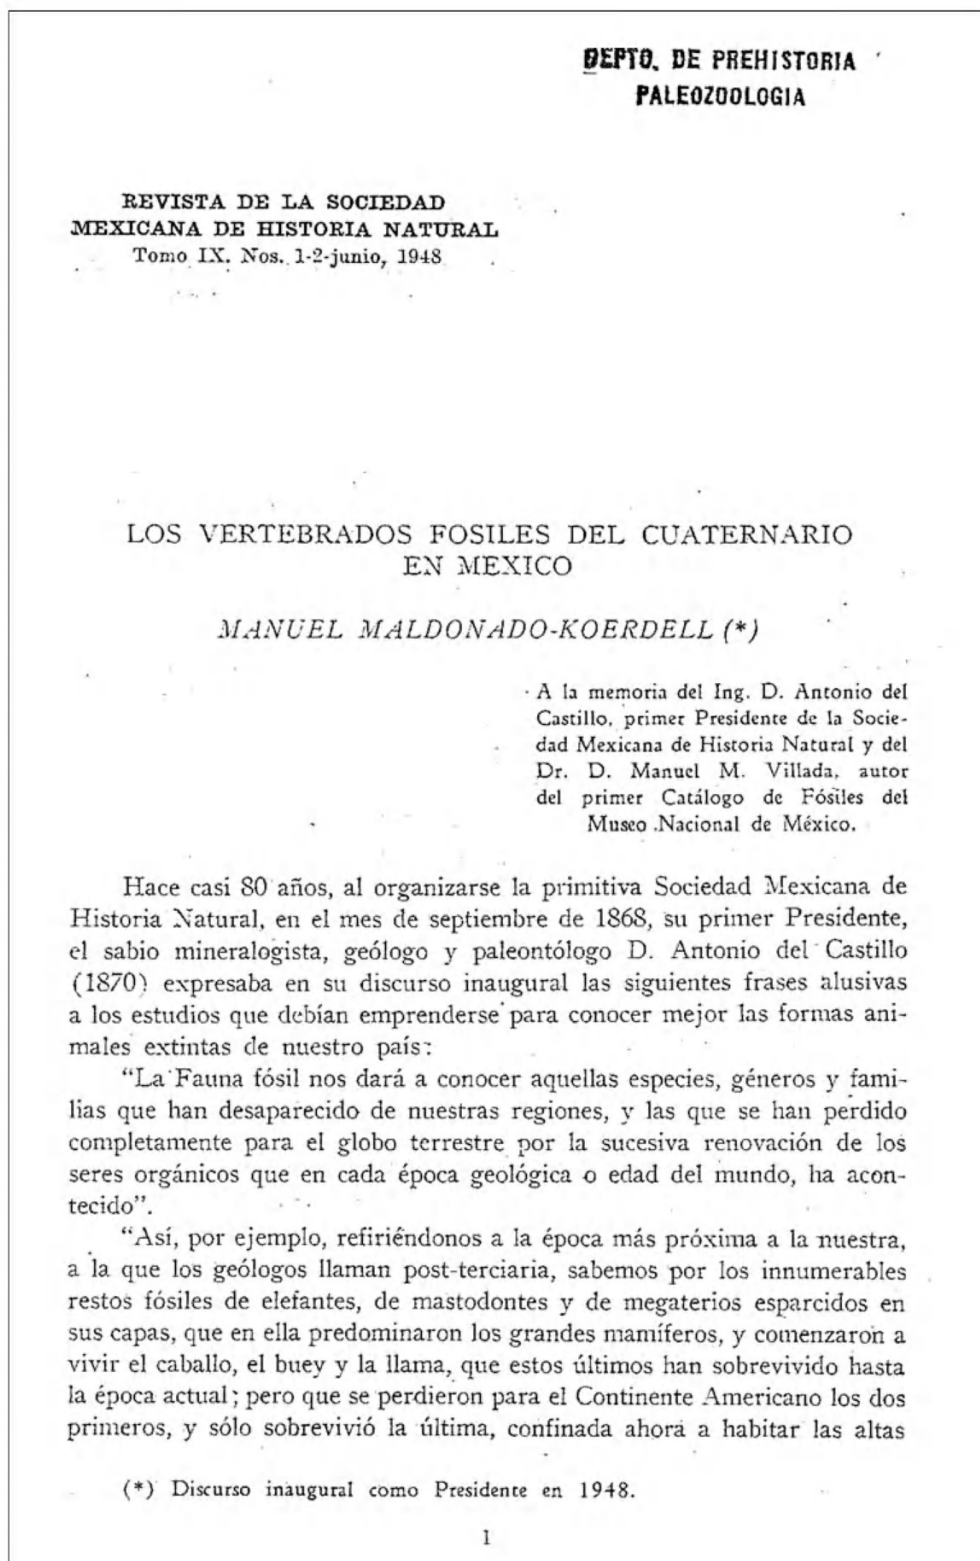 DEPTO. DE PREHISTORIA
PALEOZOOLOGIA
REVISTA DE LA SOCIEDAD
MEXICANA DE HISTORIA NATURAL
Tomo IX. Nos. 1-2-junio, 1948
LOS VERTEBRADOS FOSILES DEL CUATERNARIO
EN MEXICO
MANUEL MALDONADO-KOERDELL (*)
A la memoria del Ing. D. Antonio del
Castillo, primer Presidente de la Socie-
dad Mexicana de Historia Natural y del
Dr. D. Manuel M. Villada, autor
del primer Catálogo de Fósiles del
Museo Nacional de México.
Hace casi 80 años, al organizarse la primitiva Sociedad Mexicana de
Historia Natural, en el mes de septiembre de 1868, su primer Presidente,
el sabio mineralogista, geólogo y paleontólogo D. Antonio del Castillo
(1870) expresaba en su discurso inaugural las siguientes frases alusivas
a los estudios que debían emprenderse para conocer mejor las formas ani-
males extintas de nuestro país:
"La Fauna fósil nos dará a conocer aquellas especies, géneros y fami-
lias que han desaparecido de nuestras regiones, y las que se han perdido
completamente para el globo terrestre por la sucesiva renovación de los
seres orgánicos que en cada época geológica o edad del mundo, ha acon-
tecido".
"Así, por ejemplo, refiriéndonos a la época más próxima a la nuestra,
a la que los geólogos llaman post-terciaria, sabemos por los innumerables
restos fósiles de elefantes, de mastodontes y de megaterios esparcidos en
sus capas, que en ella predominaron los grandes mamíferos, y comenzaron a
vivir el caballo, el buey y la llama, que estos últimos han sobrevivido hasta
la época actual; pero que se perdieron para el Continente Americano los dos
primeros, y sólo sobrevivió la última, confinada ahora a habitar las altas
(*) Discurso inaugural como Presidente en 1948.
1